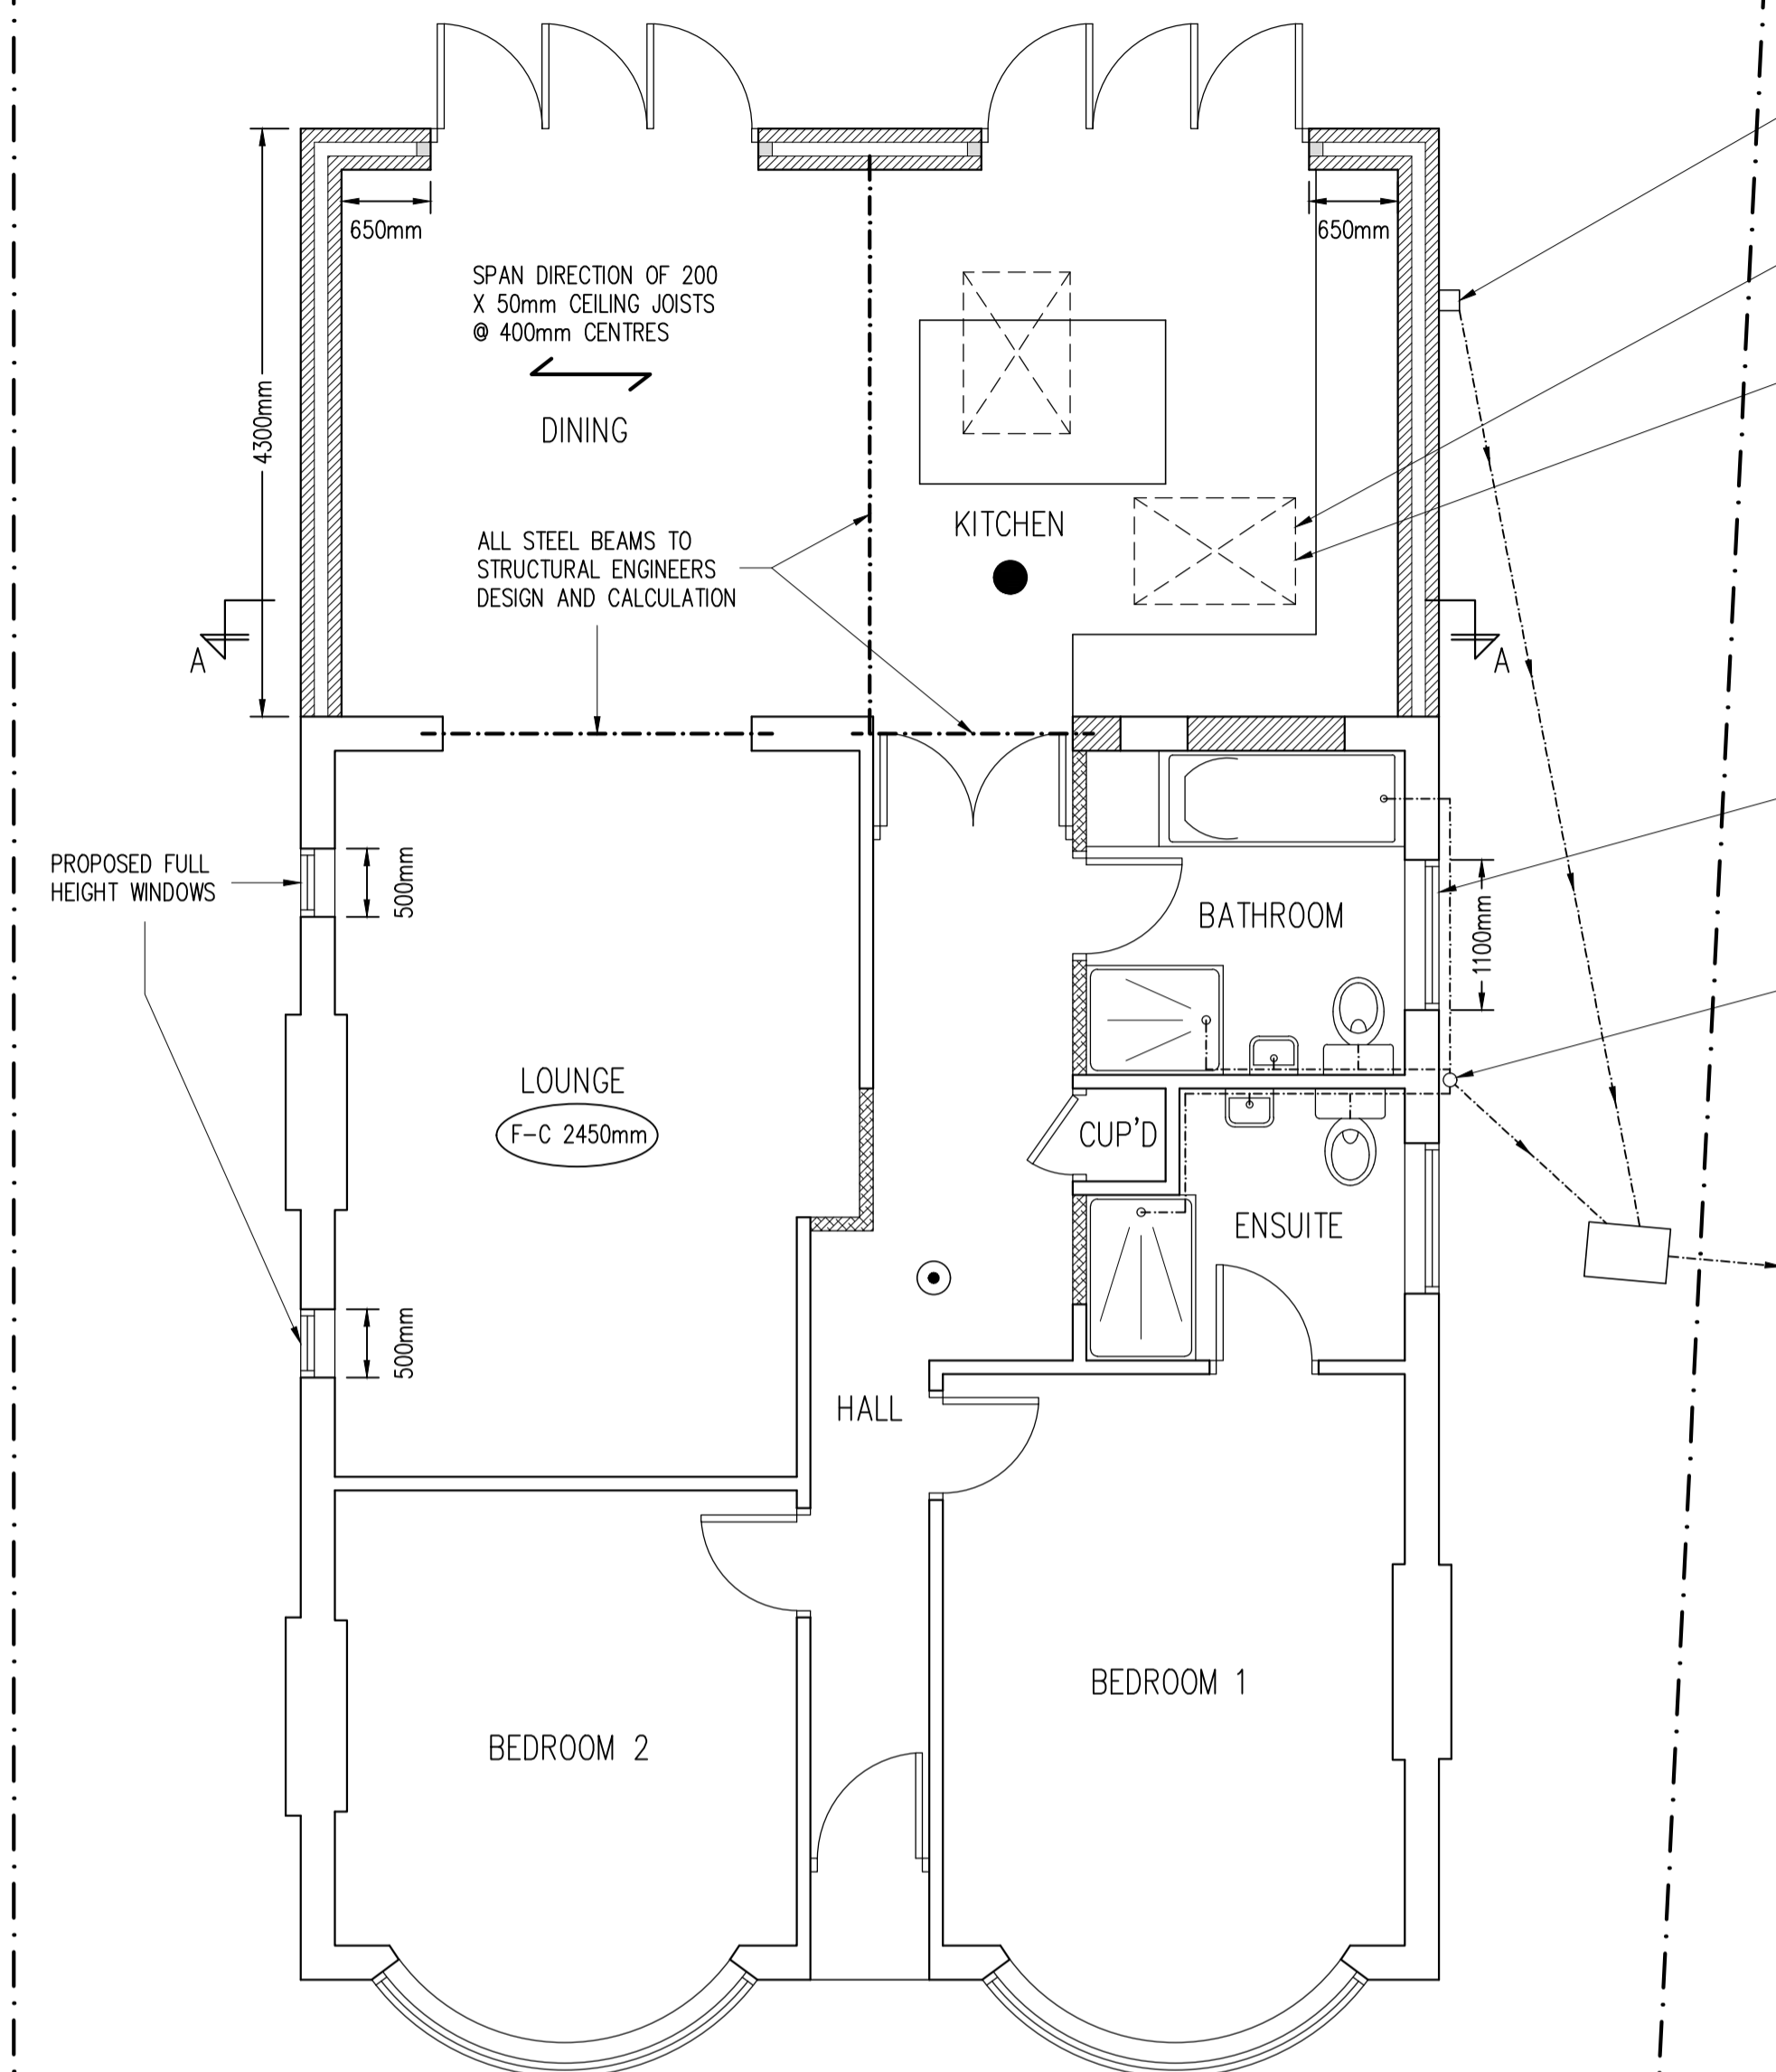 650mm
650mm
SPAN DIRECTION OF 200
X 50mm CEILING JOISTS
@ 400mm CENTRES
4300mm
DINING
KITCHEN
ALL STEEL BEAMS TO
STRUCTURAL ENGINEERS
DESIGN AND CALCULATION
A
A
PROPOSED FULL
HEIGHT WINDOWS
500mm
BATHROOM
1100mm
LOUNGE
F-C 2450mm
CUP'D
ENSUITE
500mm
HALL
BEDROOM 1
BEDROOM 2